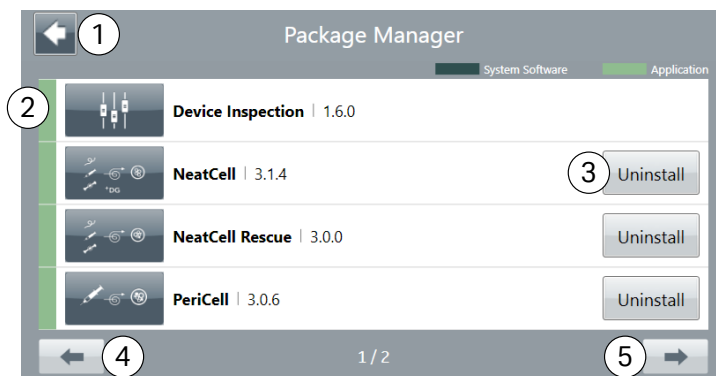 1 Package Manager
System Software Application
2 Device Inspection | 1.6.0
+DG NeatCell | 3.1.4 3 Uninstall
NeatCell Rescue | 3.0.0 Uninstall
PeriCell | 3.0.6 Uninstall
4 1 / 2 5